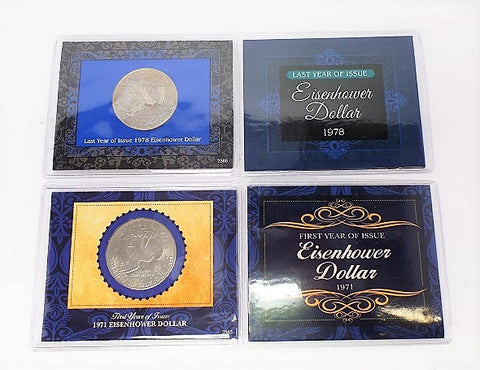 Last Year of Issue 1978 Eisenhower Dollar
LAST YEAR OF ISSUE
Eisenhower
Dollar
1978
First Year of Issue
1971 EISENHOWER DOLLAR
FIRST YEAR OF ISSUE
Eisenhower
Dollar
1971